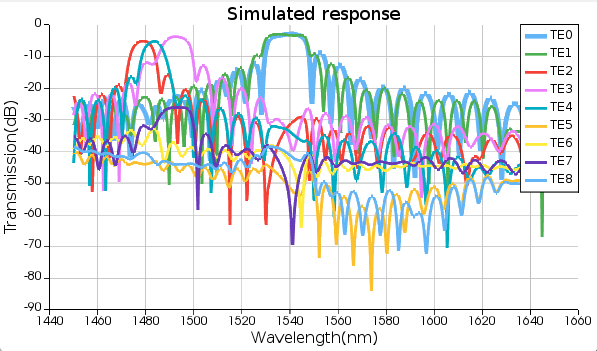 Simulated response
Transmission(dB)
0
-10
-20
-30
-40
-50
-60
-70
-80
-90
1440
1460
1480
1500
1520
1540
1560
1580
1600
1620
1640
1660
Wavelength(nm)
TE0
TE1
TE2
TE3
TE4
TE5
TE6
TE7
TE8